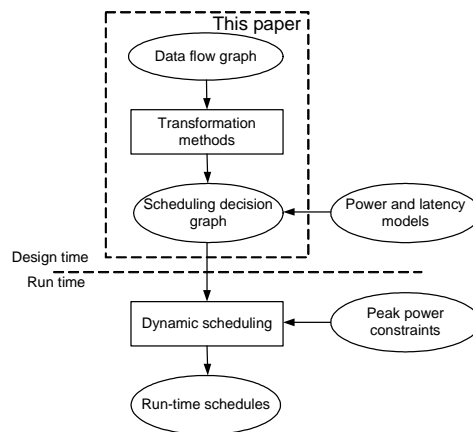 This paper
Data flow graph
Transformation
methods
Scheduling decision
graph
Power and latency
models
Design time
Run time
Dynamic scheduling
Peak power
constraints
Run-time schedules